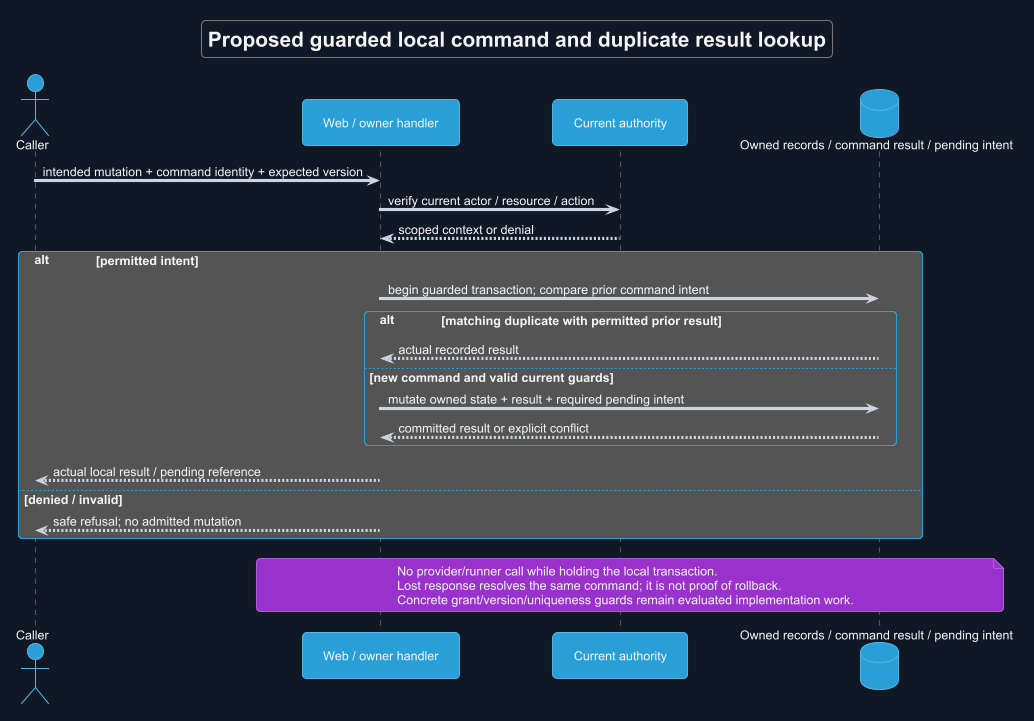 Proposed guarded local command and duplicate result lookup
Caller
Web / owner handler
Current authority
Owned records / command result / pending intent
intended mutation + command identity + expected version
verify current actor / resource / action
scoped context or denial
alt [permitted intent]
begin guarded transaction; compare prior command intent
alt [matching duplicate with permitted prior result]
actual recorded result
[new command and valid current guards]
mutate owned state + result + required pending intent
committed result or explicit conflict
actual local result / pending reference
[denied / invalid]
safe refusal; no admitted mutation
No provider/runner call while holding the local transaction.
Lost response resolves the same command; it is not proof of rollback.
Concrete grant/version/uniqueness guards remain evaluated implementation work.
Caller
Web / owner handler
Current authority
Owned records / command result / pending intent